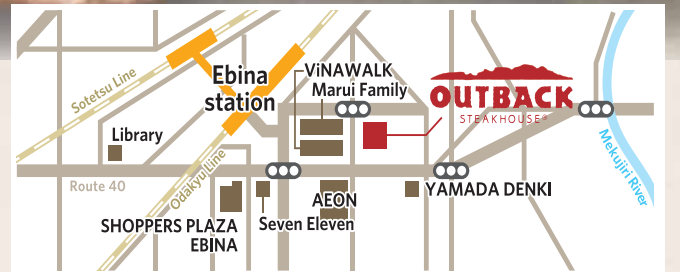 Sotetsu Line
Ebina
station
ViNAWALK
Marui Family
OUTBACK
STEAKHOUSE®
Library
Mekujiri River
Odakyu Line
Route 40
SHOPPERS PLAZA
EBINA
Seven Eleven
AEON
YAMADA DENKI